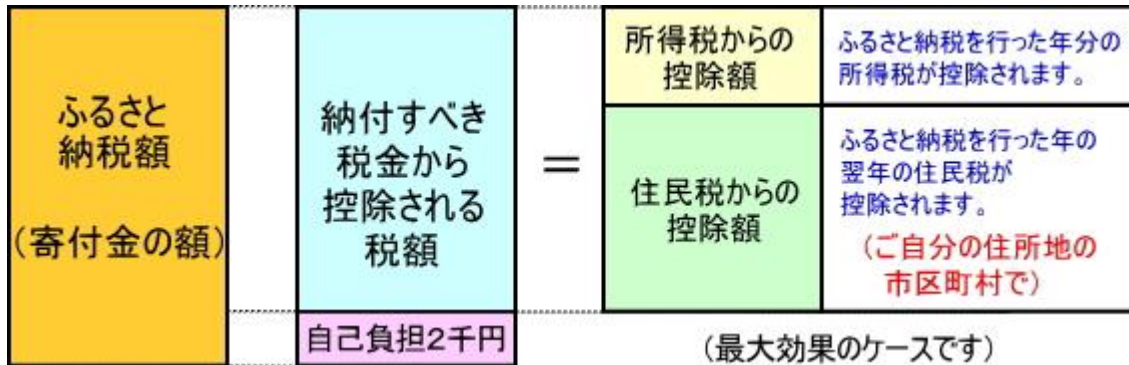 ふるさと
納税額
(寄付金の額)
納付すべき
税金から
控除される
税額
自己負担2千円
＝
所得税からの
控除額
ふるさと納税を行った年分の
所得税が控除されます。
住民税からの
控除額
ふるさと納税を行った年の
翌年の住民税が
控除されます。
(ご自分の住所地の
市区町村で)
(最大効果のケースです)